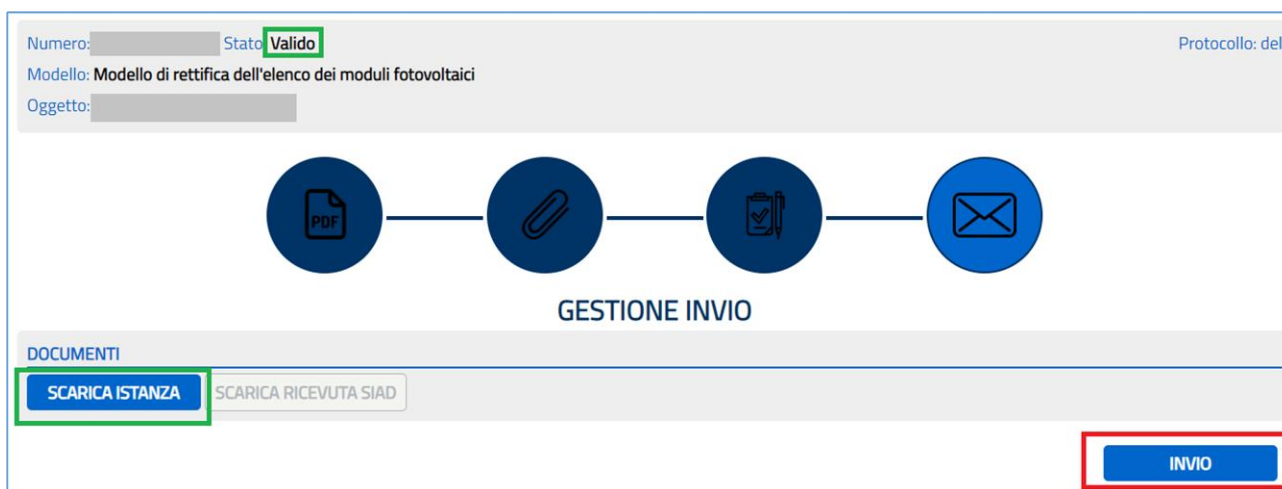 Numero: Stato Valido Protocollo: del
Modello: Modello di rettifica dell'elenco dei moduli fotovoltaici
Oggetto:
PDF
GESTIONE INVIO
DOCUMENTI
SCARICA ISTANZA SCARICA RICEVUTA SIAD
INVIO